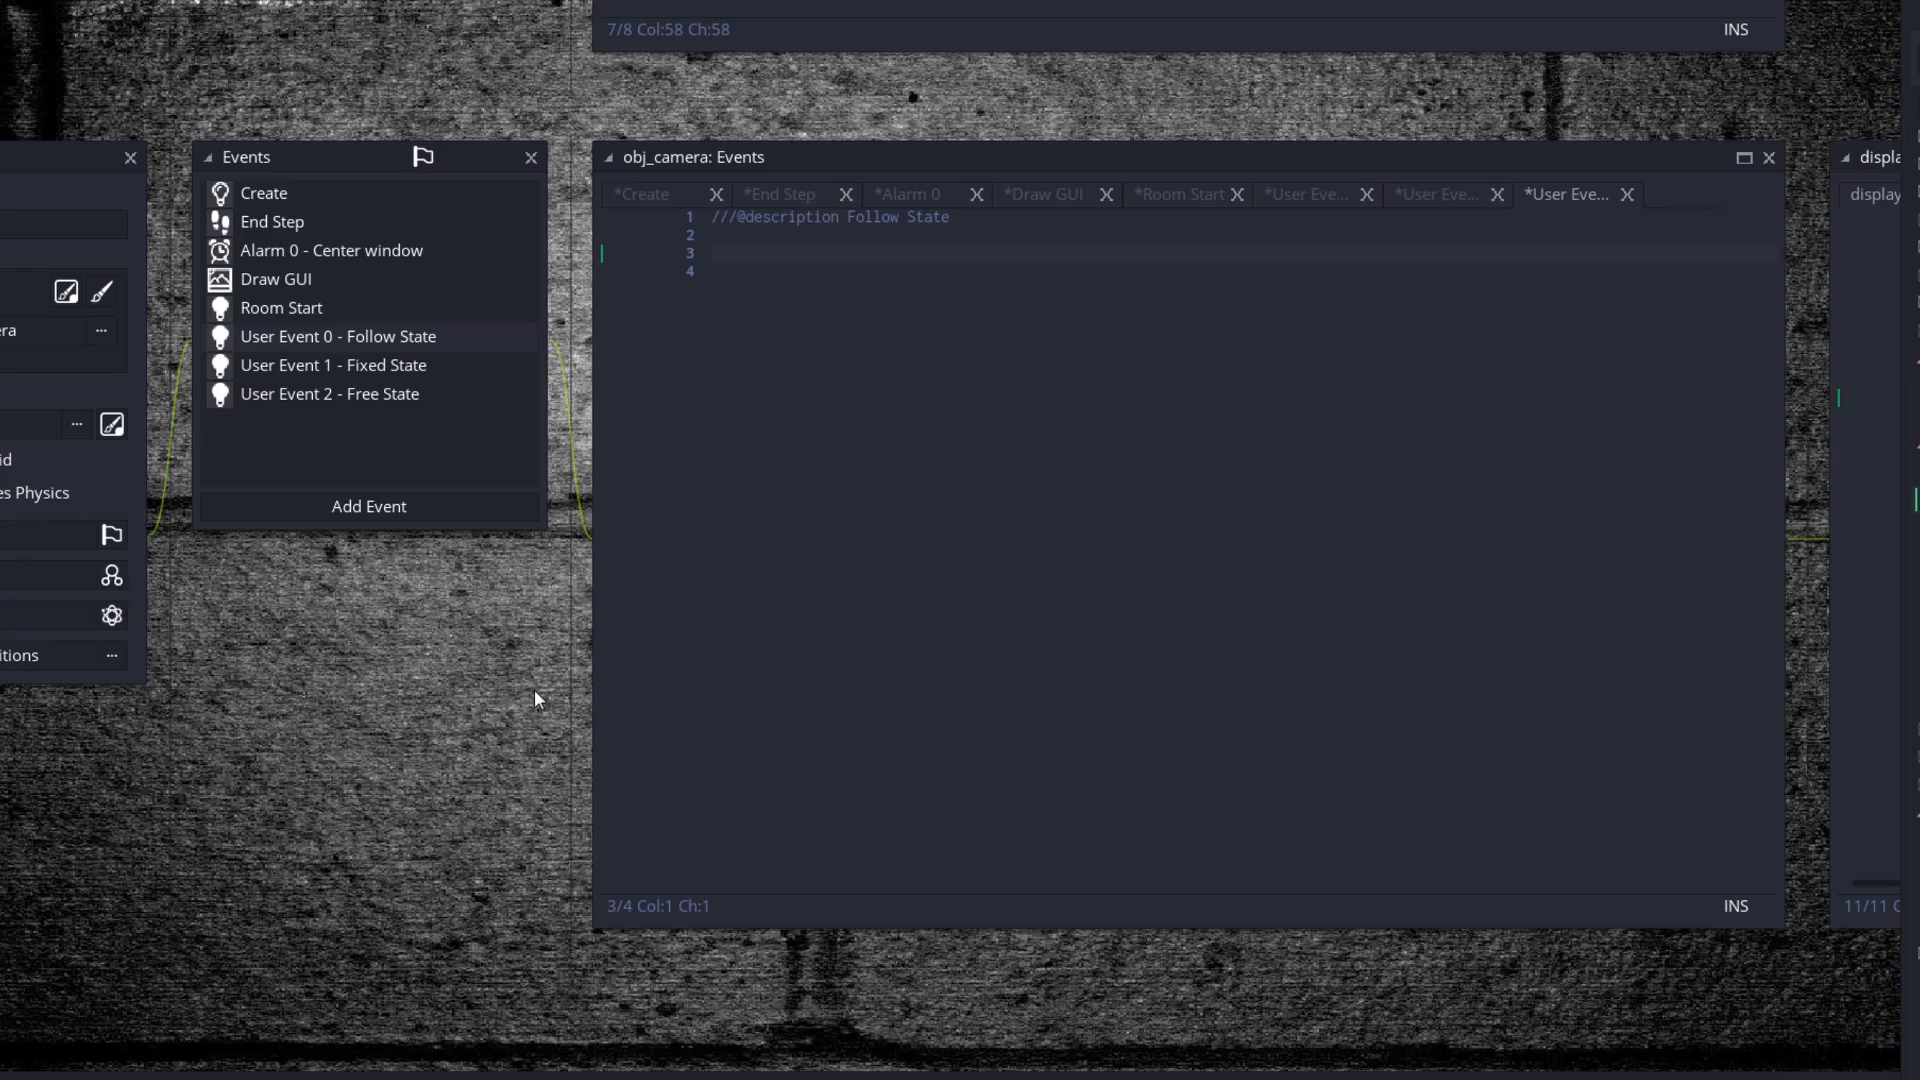 7/8 Col:58 Ch:58
INS
Events
Create
End Step
Alarm 0 - Center window
Draw GUI
Room Start
User Event 0 - Follow State
User Event 1 - Fixed State
User Event 2 - Free State
Add Event
era
id
es Physics
itions
obj_camera: Events
*Create
*End Step
*Alarm 0
*Draw GUI
*Room Start
*User Eve...
*User Eve...
*User Eve...
1 ///@description Follow State
2
3
4
3/4 Col:1 Ch:1
INS
displa
display
11/11 C